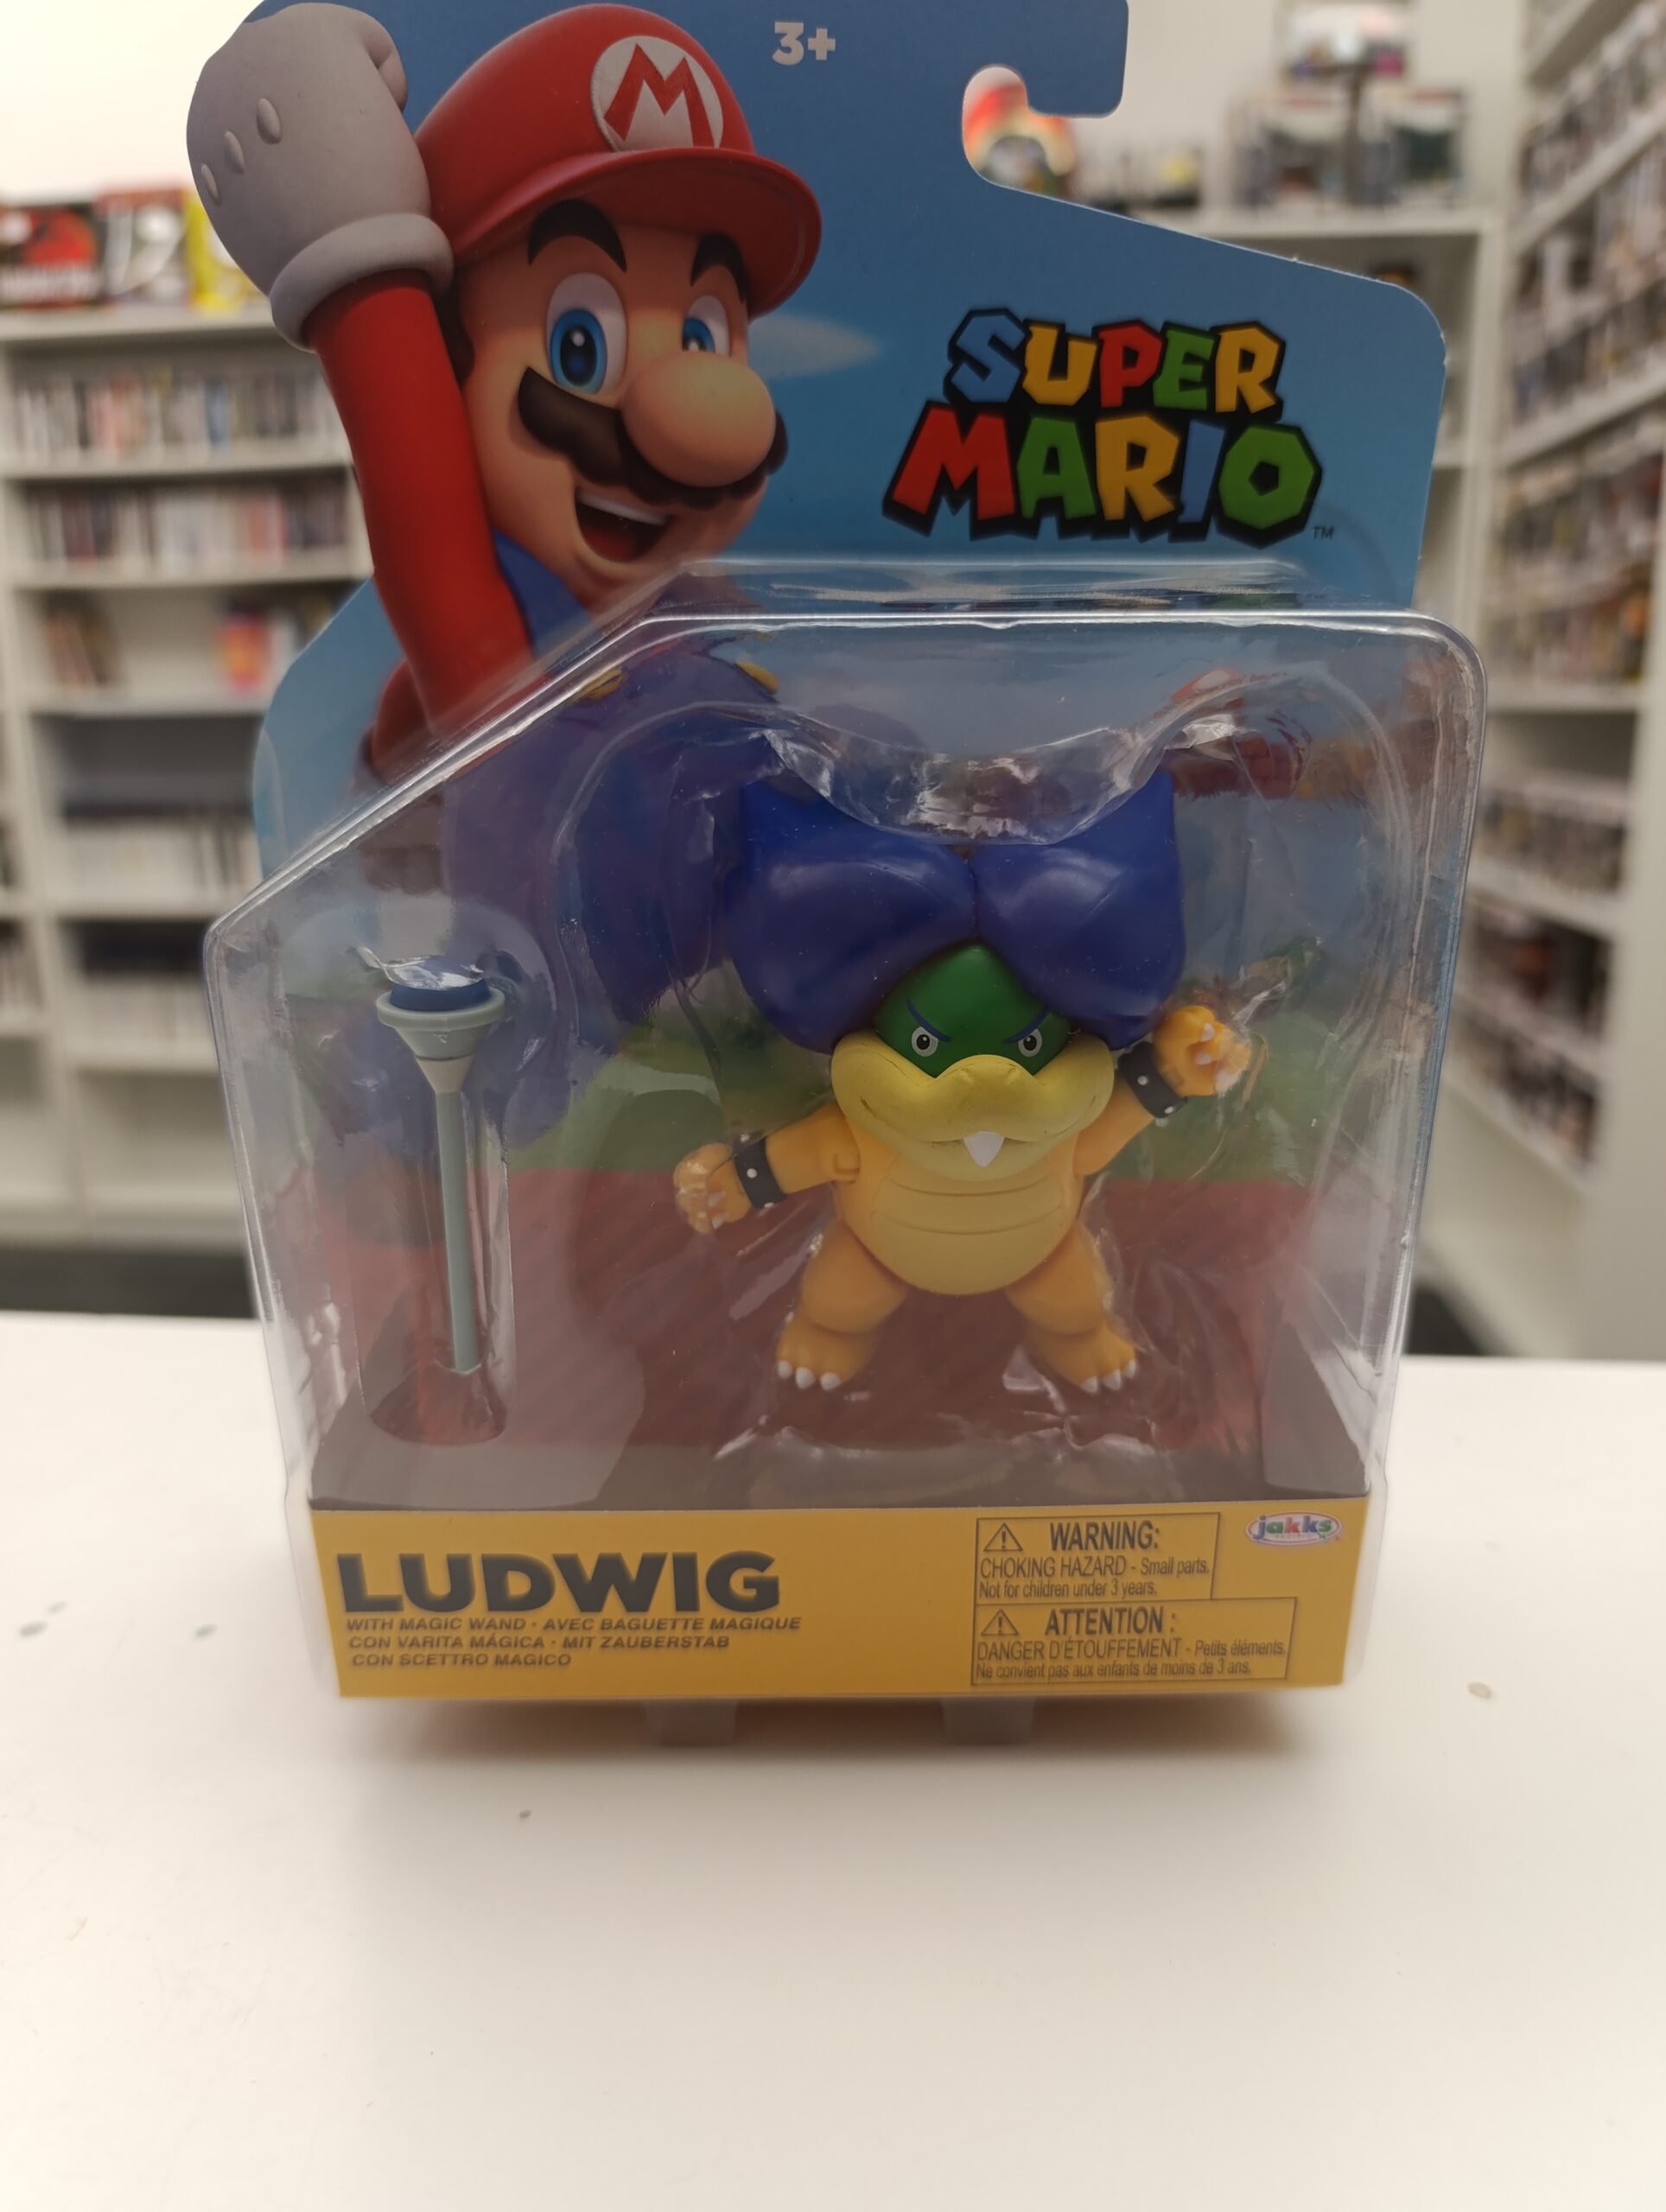 3+
M
SUPER
MARIO
TM
LUDWIG
WITH MAGIC WAND • AVEC BAGUETTE MAGIQUE
CON VARITA MÁGICA • MIT ZAUBERSTAB
CON SCETTRO MAGICO
WARNING:
CHOKING HAZARD - Small parts.
Not for children under 3 years.
ATTENTION :
DANGER D'ÉTOUFFEMENT - Petits éléments.
Ne convient pas aux enfants de moins de 3 ans.
jakks